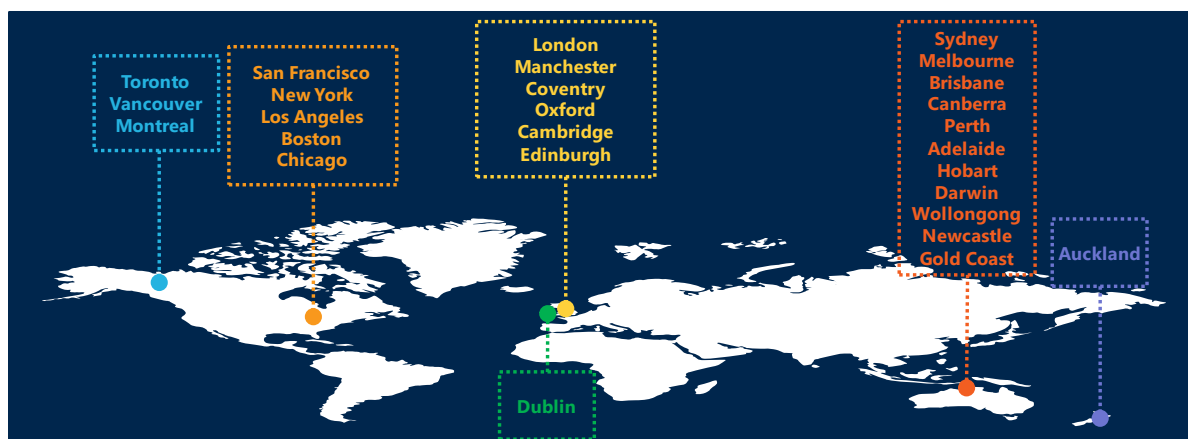 Toronto
Vancouver
Montreal
San Francisco
New York
Los Angeles
Boston
Chicago
London
Manchester
Coventry
Oxford
Cambridge
Edinburgh
Dublin
Sydney
Melbourne
Brisbane
Canberra
Perth
Adelaide
Hobart
Darwin
Wollongong
Newcastle
Gold Coast
Auckland